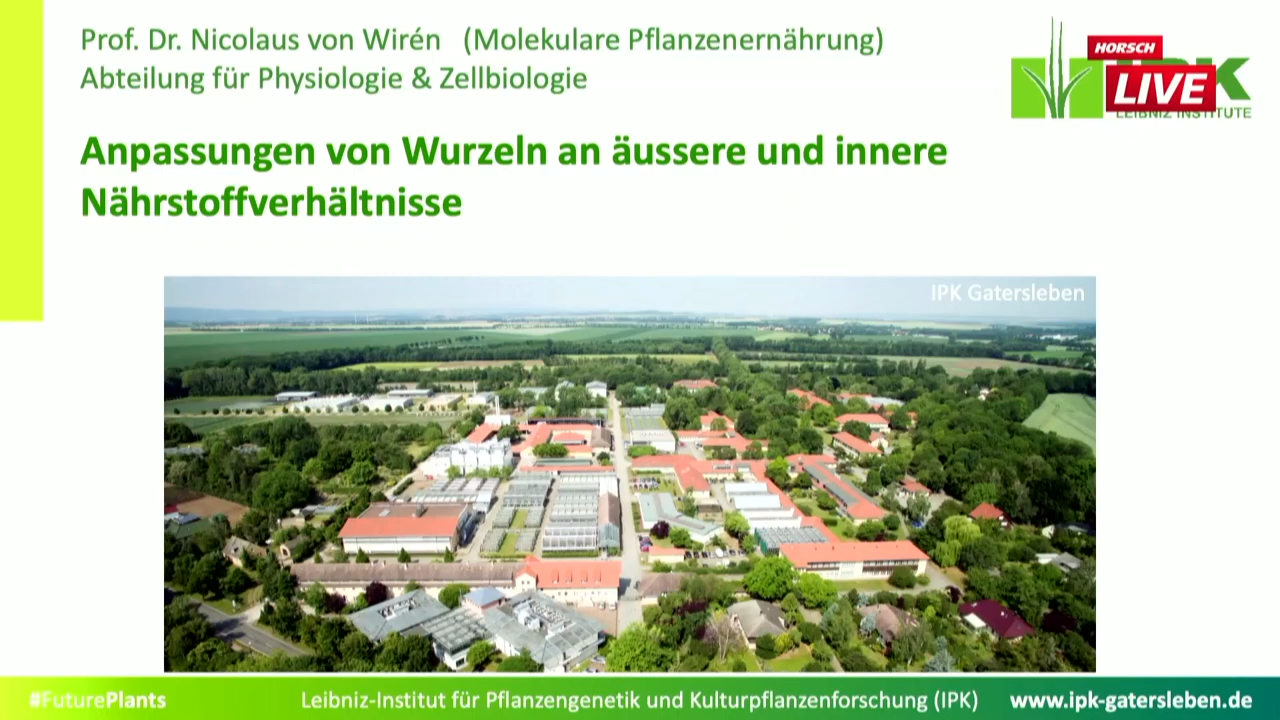 Prof. Dr. Nicolaus von Wirén (Molekulare Pflanzenernährung)
Abteilung für Physiologie & Zellbiologie
HORSCH
LIVE
LEIBNIZ INSTITUTE
Anpassungen von Wurzeln an äussere und innere
Nährstoffverhältnisse
IPK Gatersleben
#FuturePlants
Leibniz-Institut für Pflanzengenetik und Kulturpflanzenforschung (IPK)
www.ipk-gatersleben.de